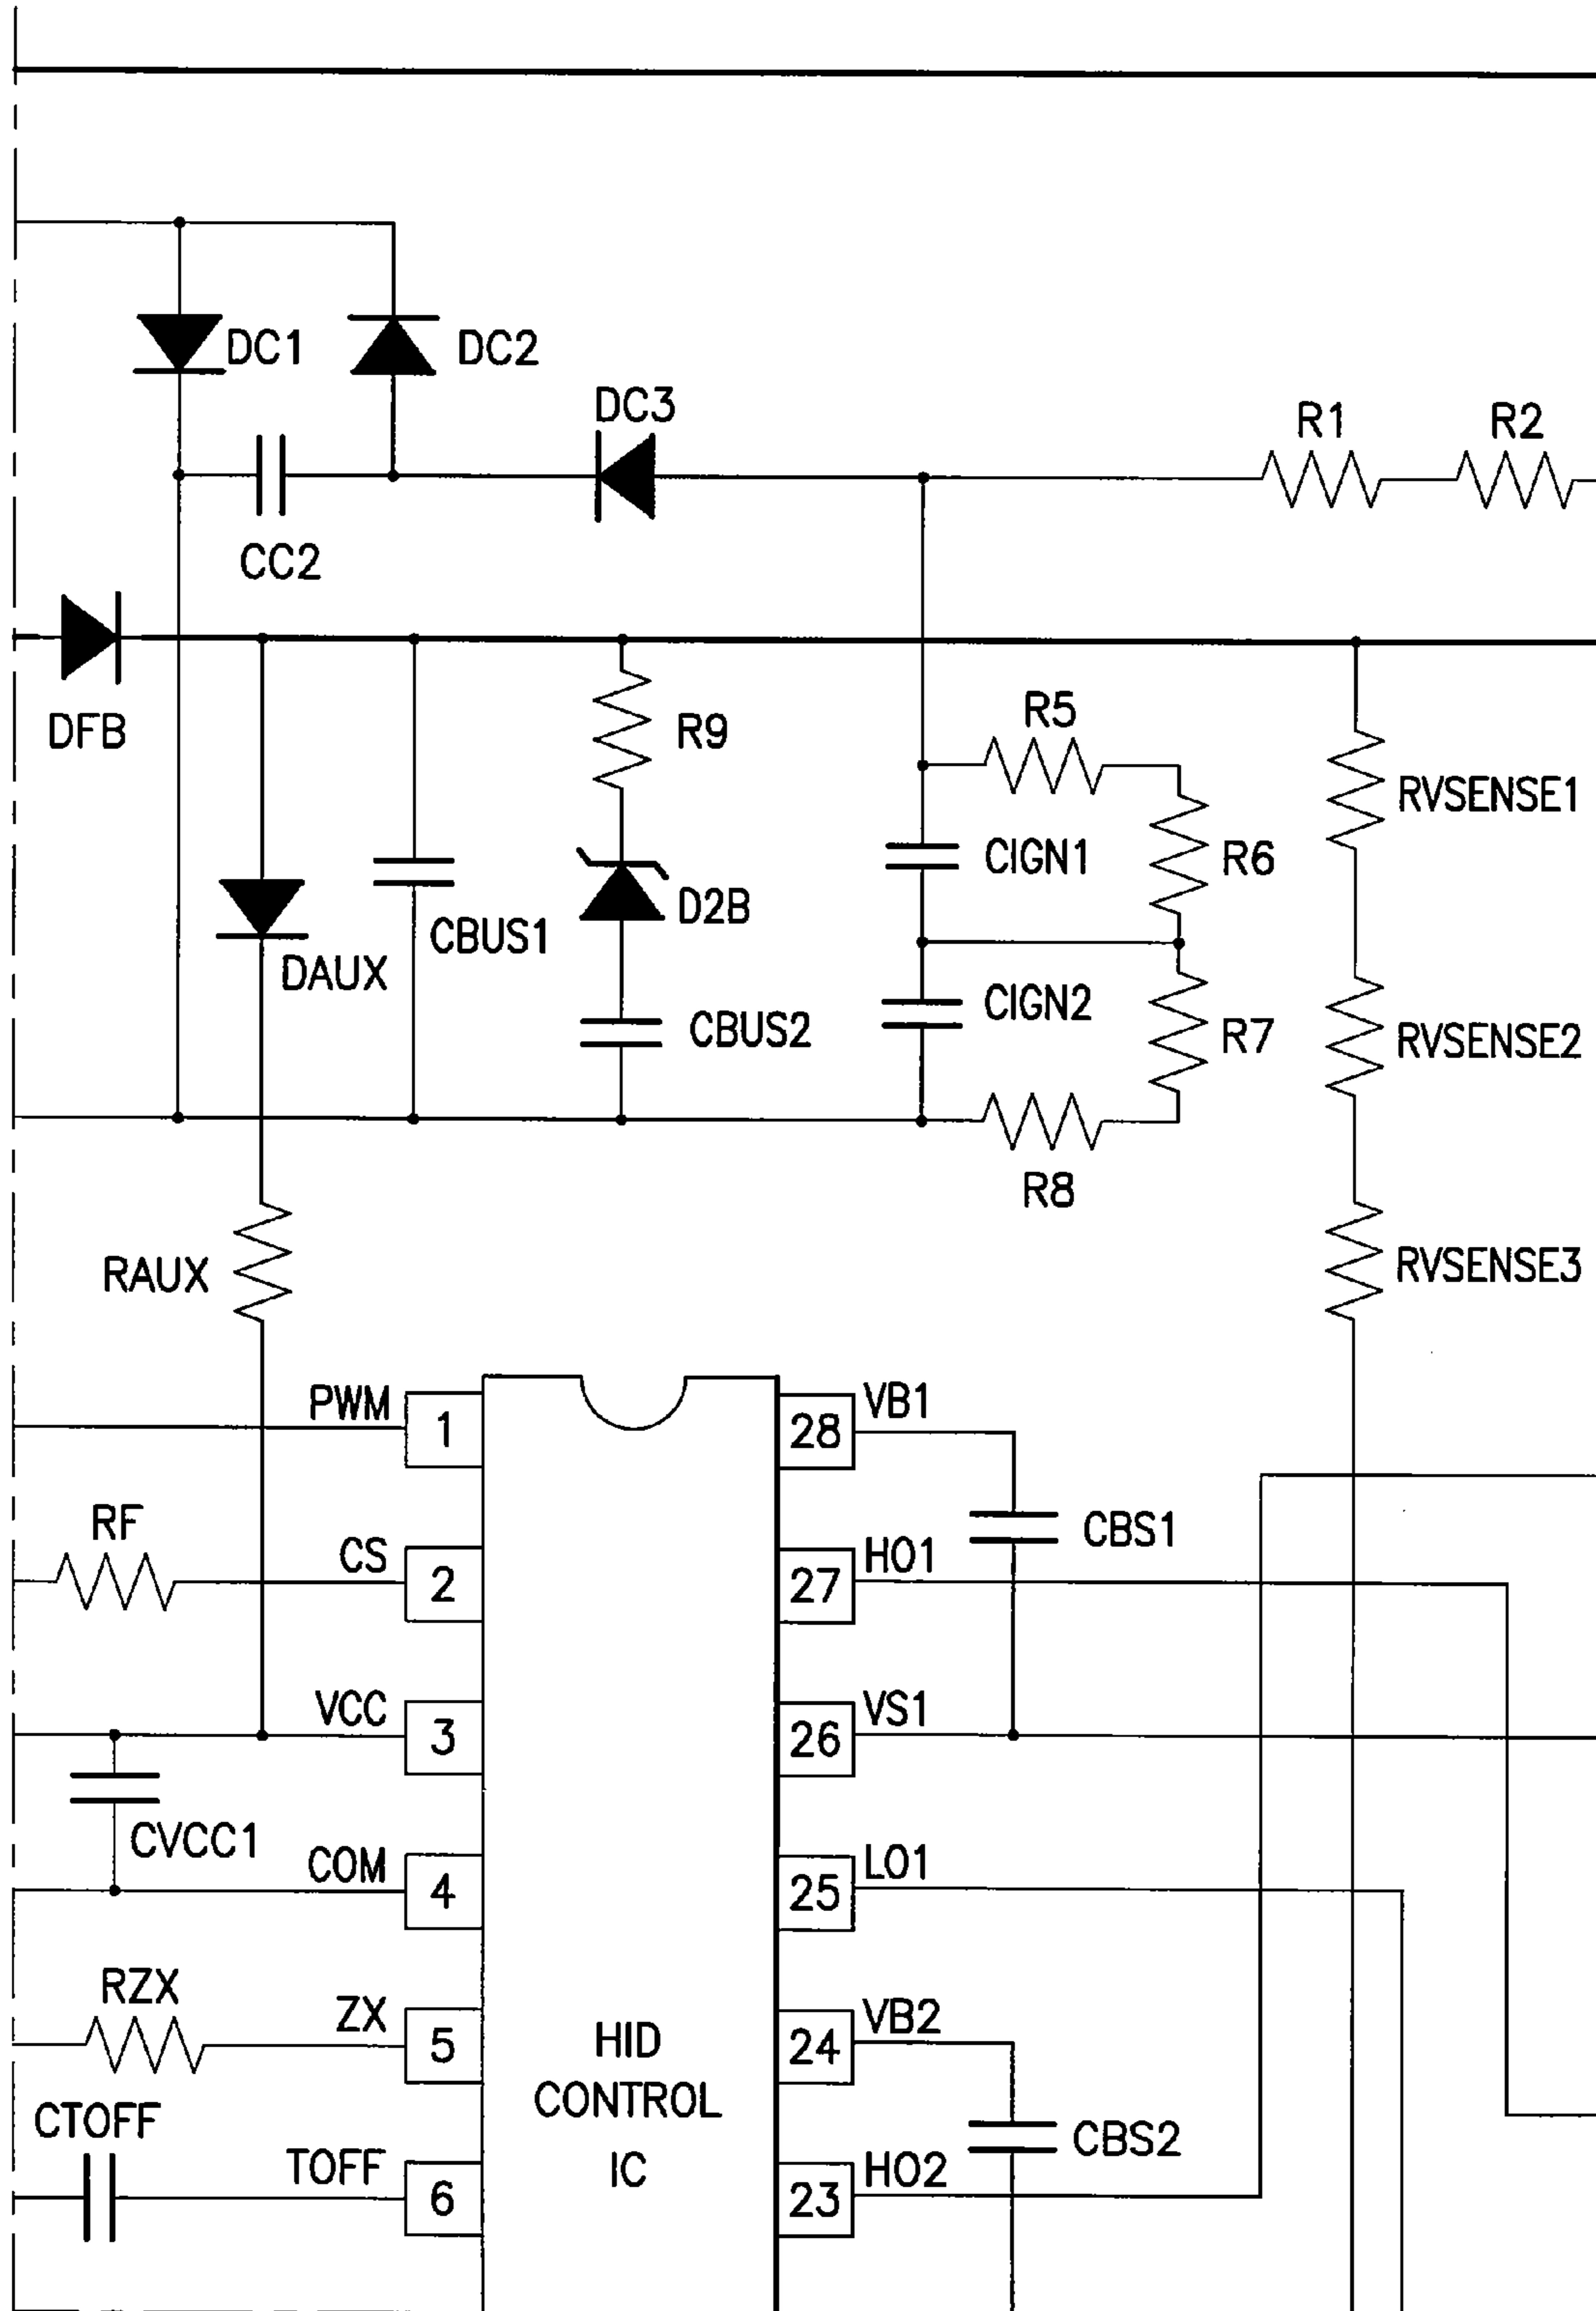 DC1
DC2
DC3
R1
R2
CC2
DFB
R9
R5
RVSENSE1
CIGN1
R6
D2B
CBUS1
DAUX
CIGN2
CBUS2
R7
RVSENSE2
R8
RAUX
RVSENSE3
PWM
1
28
VB1
RF
CS
2
27
HO1
CBS1
VCC
3
26
VS1
CVCC1
COM
4
25
LO1
RZX
ZX
5
HID
CONTROL
IC
24
VB2
CTOFF
TOFF
6
23
HO2
CBS2